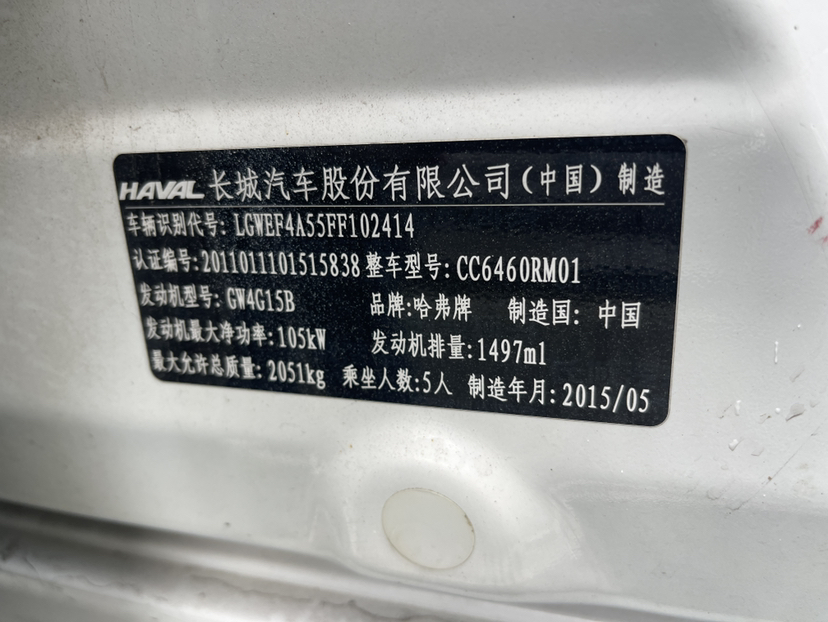 HAVAL 长城汽车股份有限公司(中国)制造
车辆识别代号: LGWEF4A55FF102414
认证编号:2011011101515838 整车型号: CC6460RM01
发动机型号: GW4G15B 品牌:哈弗牌 制造国: 中国
发动机最大净功率:105kW 发动机排量:1497ml
最大允许总质量: 2051kg 乘坐人数:5人 制造年月:2015/05